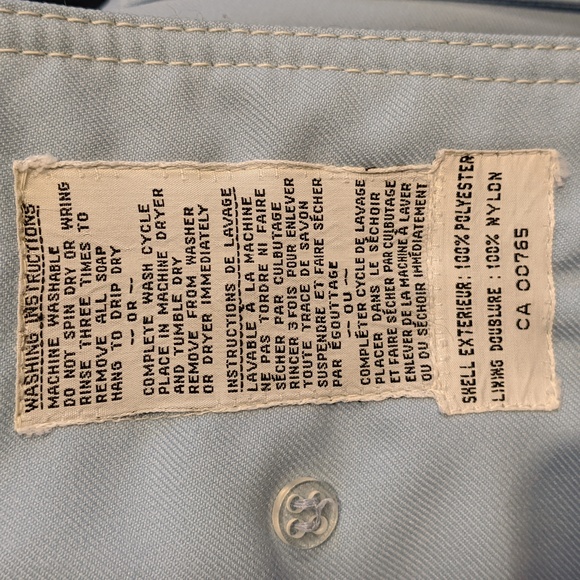 WASHING INSTRUCTIONS
MACHINE WASHABLE
DO NOT SPIN DRY OR WRING
RINSE THREE TIMES TO
REMOVE ALL SOAP
HANG TO DRIP DRY
-- OR --
COMPLETE WASH CYCLE
PLACE IN MACHINE DRYER
AND TUMBLE DRY
REMOVE FROM WASHER
OR DRYER IMMEDIATELY
INSTRUCTIONS DE LAVAGE
LAVABLE A LA MACHINE
NE PAS TORDRE NI FAIRE
SÉCHER PAR CULBUTAGE
RINCER 3 FOIS POUR ENLEVER
TOUTE TRACE DE SAVON
SUSPENDRE ET FAIRE SÉCHER
PAR ÉGOUTTAGE
-- OU --
COMPLÉTER CYCLE DE LAVAGE
PLACER DANS LE SÉCHOIR
ET FAIRE SÉCHER PAR CULBUTAGE
ENLEVER DE LA MACHINE À LAVER
OU DU SÉCHOIR IMMÉDIATEMENT
SHELL EXTERIEUR: 100% POLYESTER
LINING DOUBLURE : 100% NYLON
CA 00765